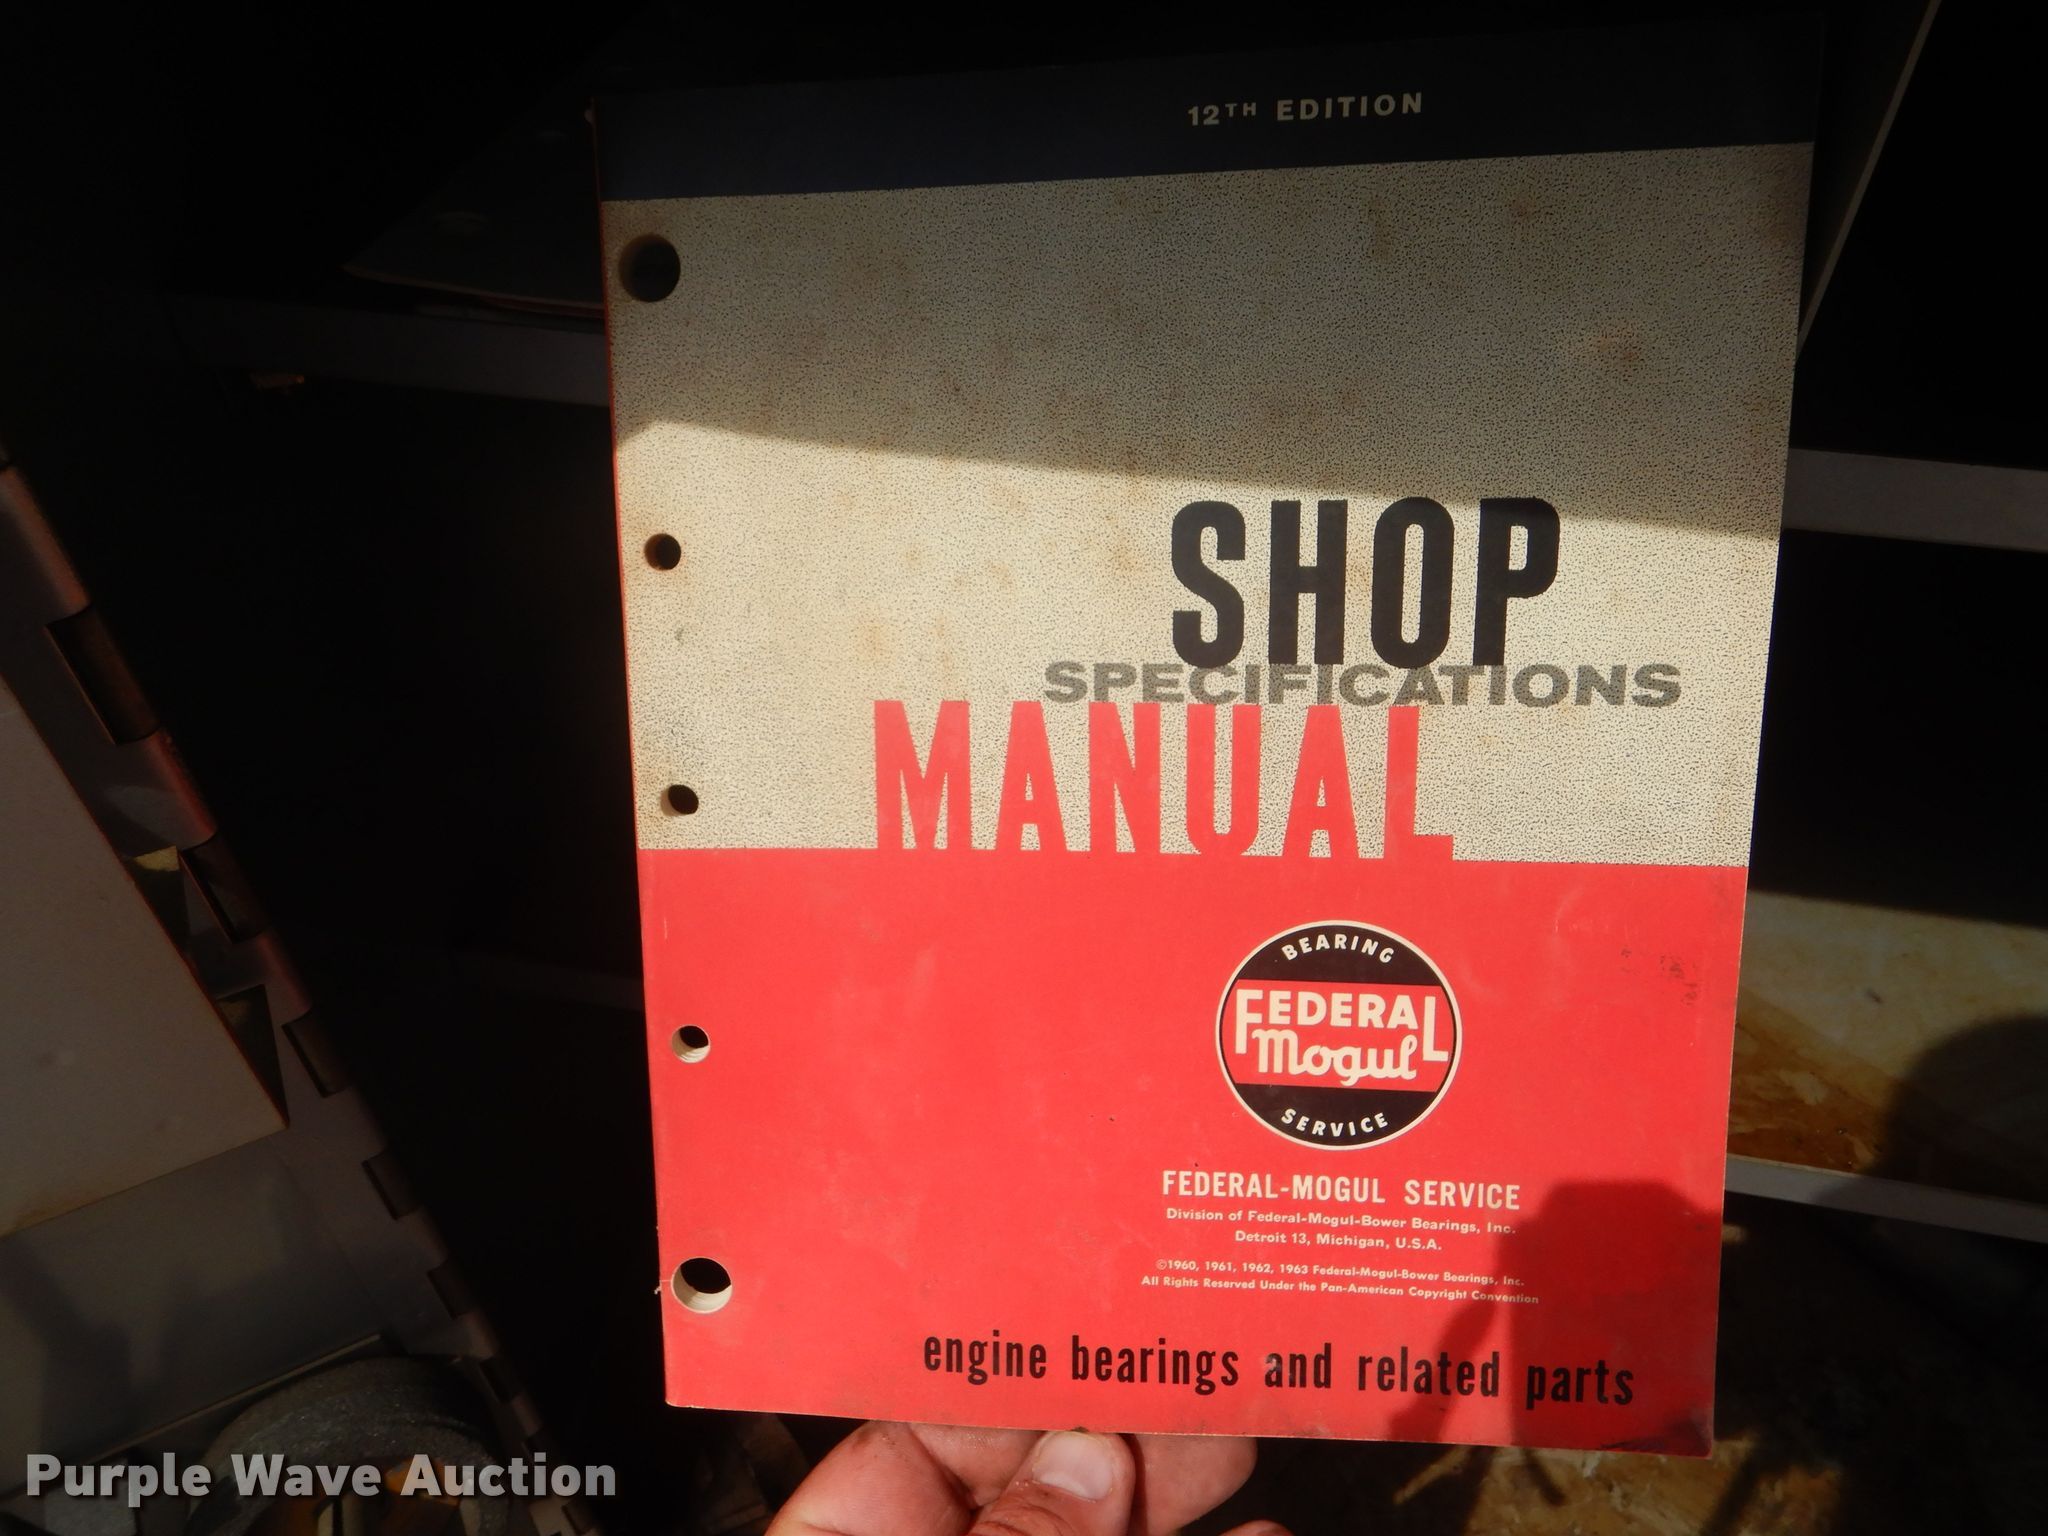 12TH EDITION
SHOP
SPECIFICATIONS
MANUAL
BEARING
FEDERAL
Mogul
SERVICE
FEDERAL-MOGUL SERVICE
Division of Federal-Mogul-Bower Bearings, Inc.
Detroit 13, Michigan, U.S.A.
©1960, 1961, 1962, 1963 Federal-Mogul-Bower Bearings, Inc.
All Rights Reserved Under the Pan-American Copyright Convention
engine bearings and related parts
Purple Wave Auction